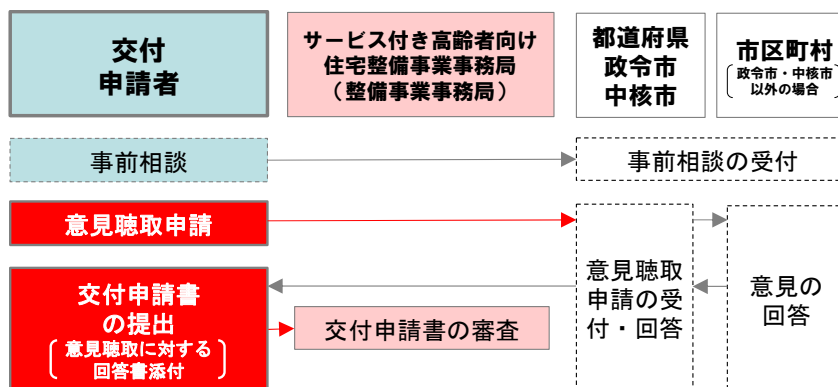 交付
申請者
サービス付き高齢者向け
住宅整備事業事務局
（整備事業事務局）
都道府県
政令市
中核市
市区町村
（政令市・中核市
以外の場合）
事前相談
事前相談の受付
意見聴取申請
意見聴取
申請の受
付・回答
意見の
回答
交付申請書
の提出
（意見聴取に対する
回答書添付）
交付申請書の審査